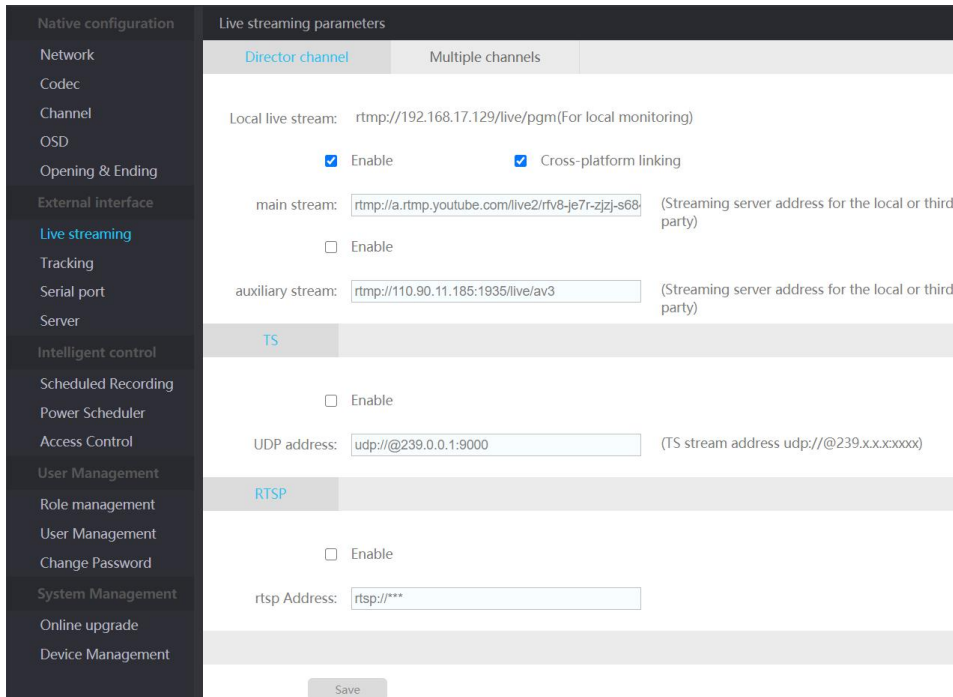 Native configuration
Network
Codec
Channel
OSD
Opening & Ending
External interface
Live streaming
Tracking
Serial port
Server
Intelligent control
Scheduled Recording
Power Scheduler
Access Control
User Management
Role management
User Management
Change Password
System Management
Online upgrade
Device Management
Live streaming parameters
Director channel
Multiple channels
Local live stream: rtmp://192.168.17.129/live/pgm(For local monitoring)
Enable
Cross-platform linking
main stream: rtmp://a.rtmp.youtube.com/live2/rfv8-je7r-zjzj-s68
(Streaming server address for the local or third
party)
Enable
auxiliary stream: rtmp://110.90.11.185:1935/live/av3
(Streaming server address for the local or third
party)
TS
Enable
UDP address: udp://@239.0.0.1:9000
(TS stream address udp://@239.x.x.x:xxxx)
RTSP
Enable
rtsp Address: rtsp://***
Save